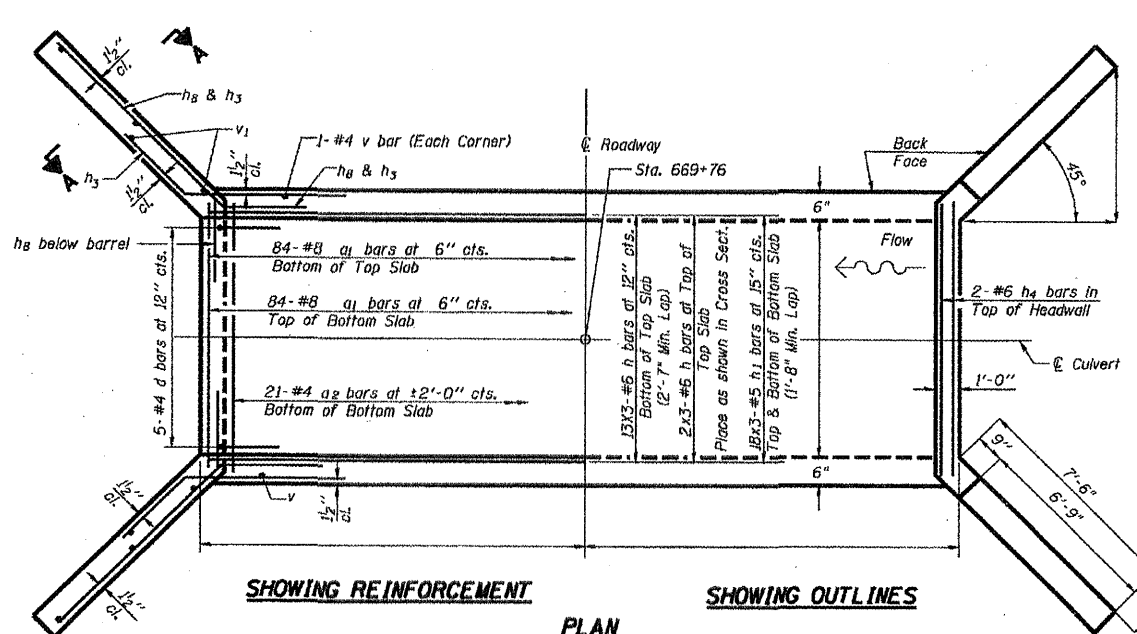 1½" cl.
A
h8 & h3
v1
1-#4 v bar (Each Corner)
1½" cl.
h8 & h3
℄ Roadway
Sta. 669+76
Back Face
45°
A
h3
1½" cl.
6"
Flow
h8 below barrel
84-#8 a1 bars at 6" cts.
Bottom of Top Slab
84-#8 a1 bars at 6" cts.
Top of Bottom Slab
5-#4 d bars at 12" cts.
21-#4 a2 bars at ±2'-0" cts.
Bottom of Bottom Slab
13X3-#6 h bars at 12" cts.
Bottom of Top Slab
(2'-7" Min. Lap)
2x3-#6 h bars at Top of
Top Slab
Place as shown in Cross Sect.
18x3-#5 h1 bars at 15" cts.
Top & Bottom of Bottom Slab
(1'-8" Min. Lap)
2-#6 h4 bars in
Top of Headwall
℄ Culvert
1'-0"
6"
9"
7'-6"
6'-9"
1½" cl.
v
1½" cl.
1½" cl.
SHOWING REINFORCEMENT
SHOWING OUTLINES
PLAN